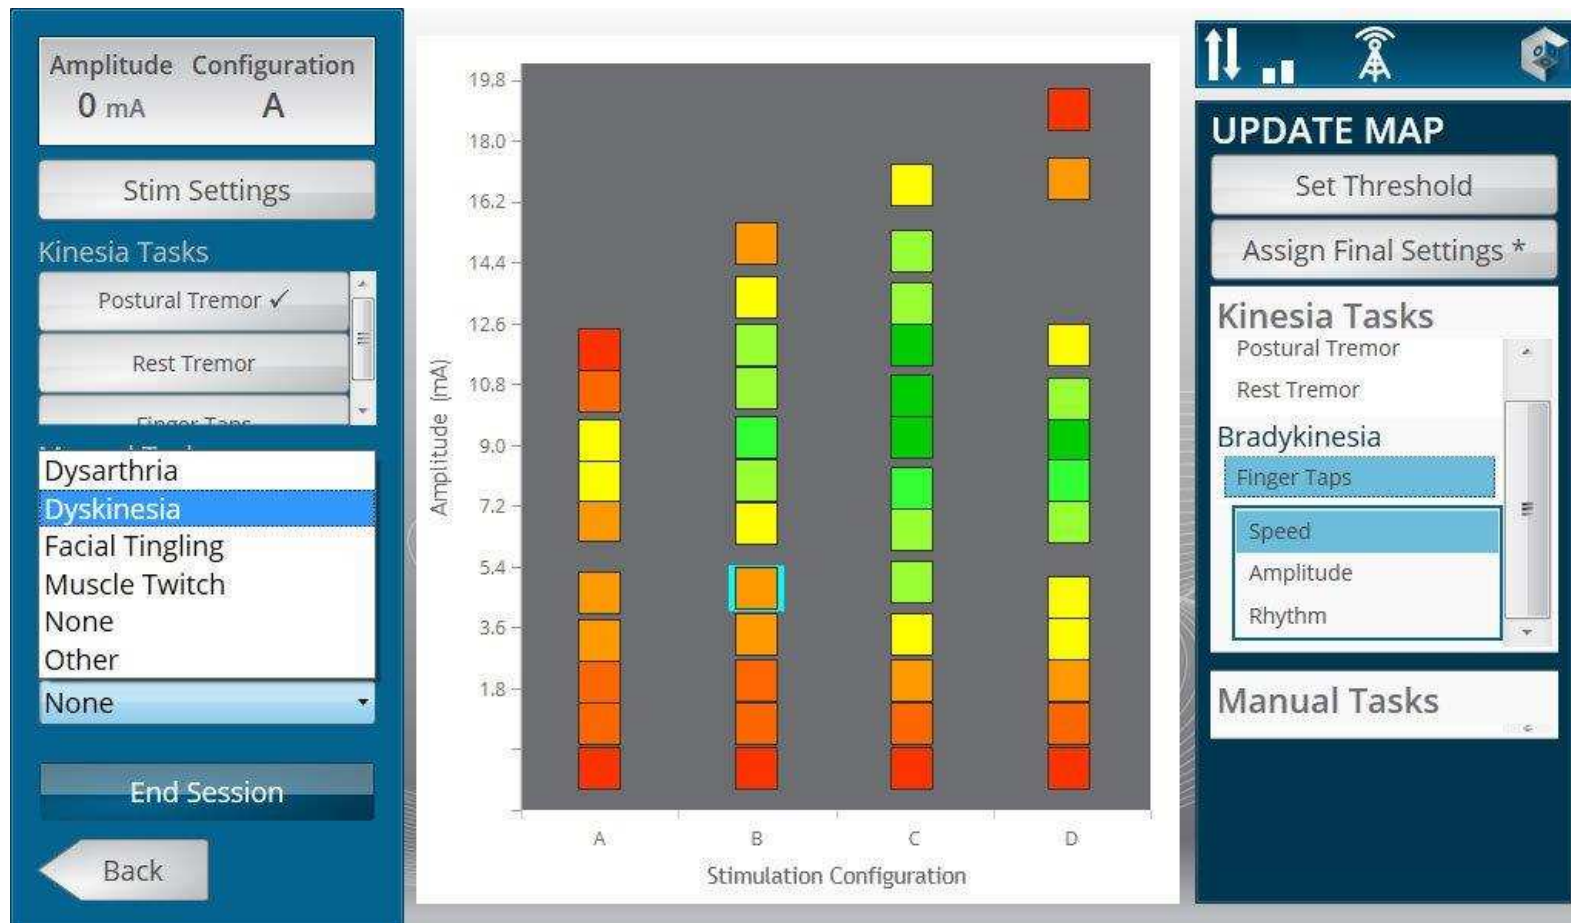 Amplitude Configuration
0 mA A
Stim Settings
Kinesia Tasks
Postural Tremor ✓
Rest Tremor
Finger Taps
Dysarthria
Dyskinesia
Facial Tingling
Muscle Twitch
None
Other
None
End Session
Back
19.8
18.0
16.2
14.4
12.6
10.8
9.0
7.2
5.4
3.6
1.8
Amplitude (mA)
A B C D
Stimulation Configuration
UPDATE MAP
Set Threshold
Assign Final Settings *
Kinesia Tasks
Postural Tremor
Rest Tremor
Bradykinesia
Finger Taps
Speed
Amplitude
Rhythm
Manual Tasks